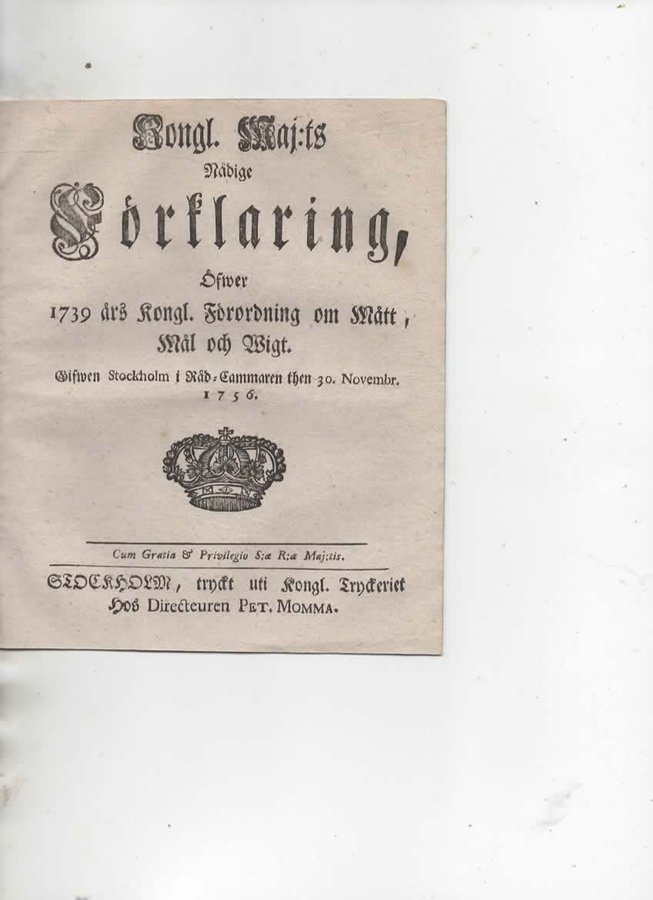 Kongl. Maj:ts
Nådige
Förklaring,
Öfwer
1739 års Kongl. Förordning om Mått,
Mål och Wigt.
Gifwen Stockholm i Råd-Cammaren then 30. Novembr.
1756.
Cum Gratia & Privilegio S:æ R:æ Maj:tis.
STOCKHOLM, tryckt uti Kongl. Tryckeriet
Hos Directeuren PET. MOMMA.